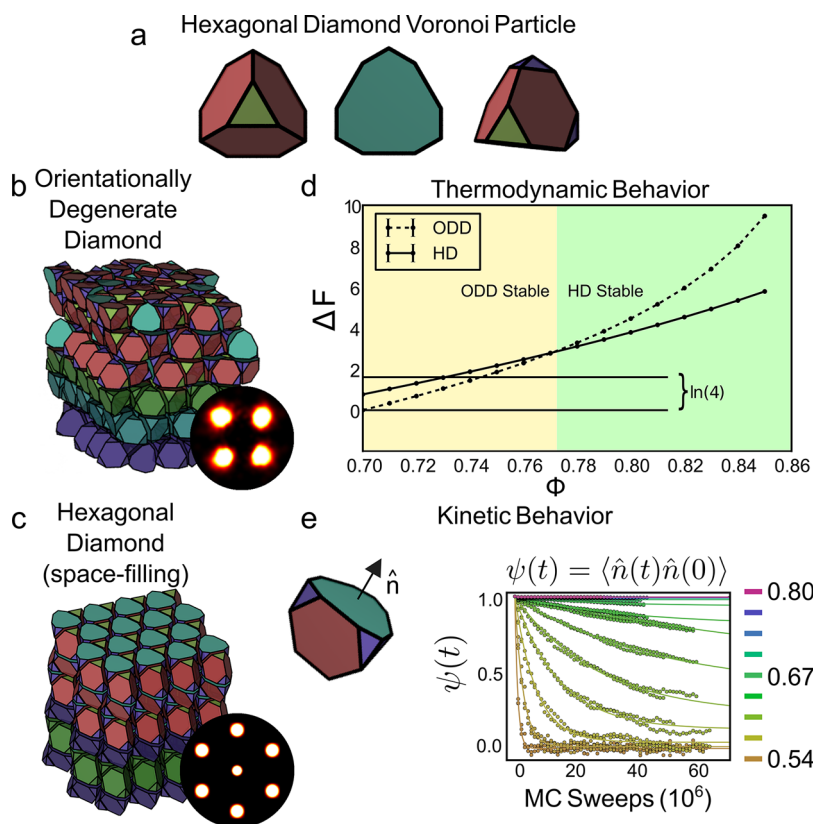 a
Hexagonal Diamond Voronoi Particle
b
Orientationally
Degenerate
Diamond
c
Hexagonal
Diamond
(space-filling)
d
Thermodynamic Behavior
ΔF
10
8
6
4
2
0
ODD
HD
ODD Stable
HD Stable
ln(4)
0.70 0.72 0.74 0.76 0.78 0.80 0.82 0.84 0.86
Φ
e
Kinetic Behavior
n̂
ψ(t) = ⟨n̂(t)n̂(0)⟩
ψ(t)
1.0
0.5
0.0
0 20 40 60
MC Sweeps (10⁶)
0.80
0.67
0.54